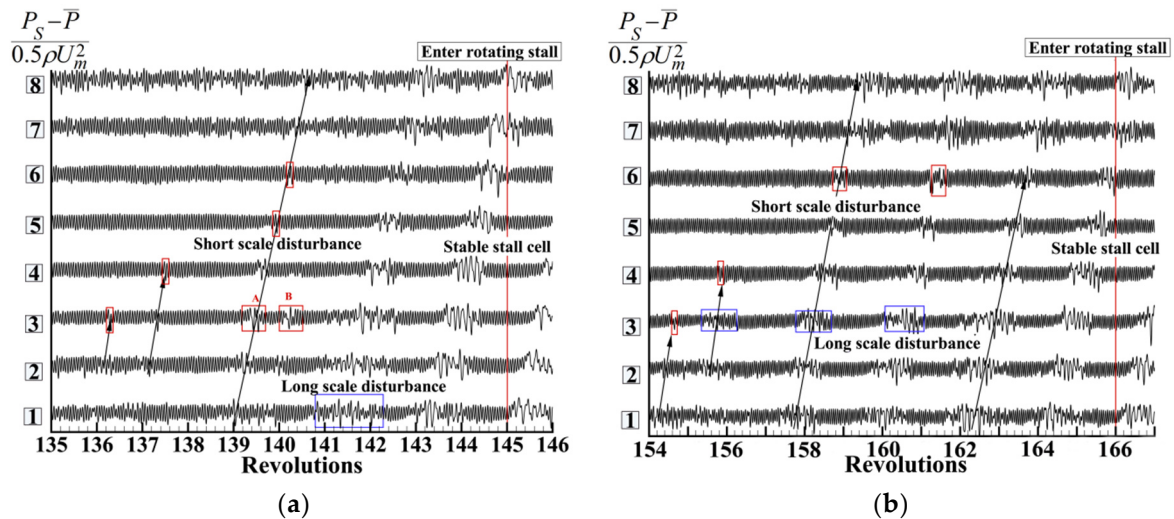 P_S − P̅
0.5ρU_m^2
Enter rotating stall
8
7
6
5
Short scale disturbance
Stable stall cell
4
A B
3
2
Long scale disturbance
1
135 136 137 138 139 140 141 142 143 144 145 146
Revolutions
(a)
P_S − P̅
0.5ρU_m^2
Enter rotating stall
8
7
6
Short scale disturbance
5
Stable stall cell
4
3
Long scale disturbance
2
1
154 156 158 160 162 164 166
Revolutions
(b)